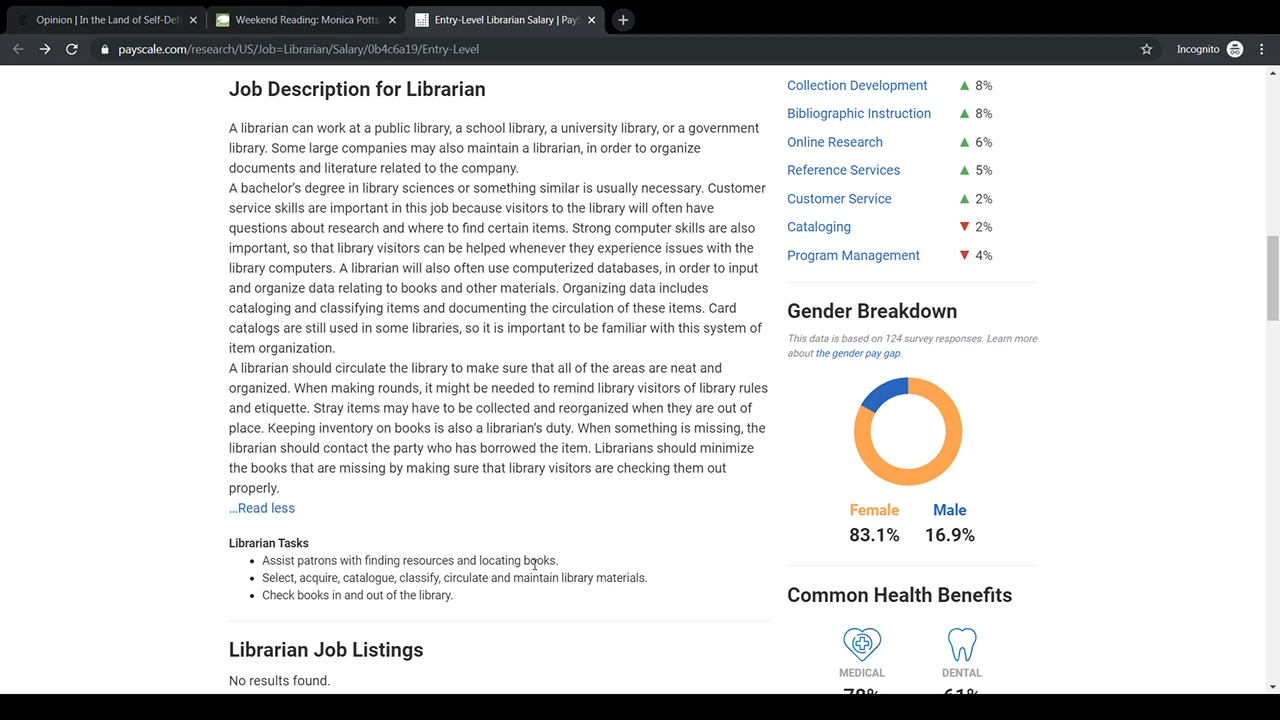 Opinion | In the Land of Self-Def
Weekend Reading: Monica Potts
Entry-Level Librarian Salary | PayS
payscale.com/research/US/Job=Librarian/Salary/0b4c6a19/Entry-Level
Incognito
Job Description for Librarian
A librarian can work at a public library, a school library, a university library, or a government
library. Some large companies may also maintain a librarian, in order to organize
documents and literature related to the company.
A bachelor's degree in library sciences or something similar is usually necessary. Customer
service skills are important in this job because visitors to the library will often have
questions about research and where to find certain items. Strong computer skills are also
important, so that library visitors can be helped whenever they experience issues with the
library computers. A librarian will also often use computerized databases, in order to input
and organize data relating to books and other materials. Organizing data includes
cataloging and classifying items and documenting the circulation of these items. Card
catalogs are still used in some libraries, so it is important to be familiar with this system of
item organization.
A librarian should circulate the library to make sure that all of the areas are neat and
organized. When making rounds, it might be needed to remind library visitors of library rules
and etiquette. Stray items may have to be collected and reorganized when they are out of
place. Keeping inventory on books is also a librarian's duty. When something is missing, the
librarian should contact the party who has borrowed the item. Librarians should minimize
the books that are missing by making sure that library visitors are checking them out
properly.
...Read less
Librarian Tasks
• Assist patrons with finding resources and locating books.
• Select, acquire, catalogue, classify, circulate and maintain library materials.
• Check books in and out of the library.
Librarian Job Listings
No results found.
Collection Development ▲ 8%
Bibliographic Instruction ▲ 8%
Online Research ▲ 6%
Reference Services ▲ 5%
Customer Service ▲ 2%
Cataloging ▼ 2%
Program Management ▼ 4%
Gender Breakdown
This data is based on 124 survey responses. Learn more
about the gender pay gap.
Female Male
83.1% 16.9%
Common Health Benefits
MEDICAL DENTAL
78% 61%